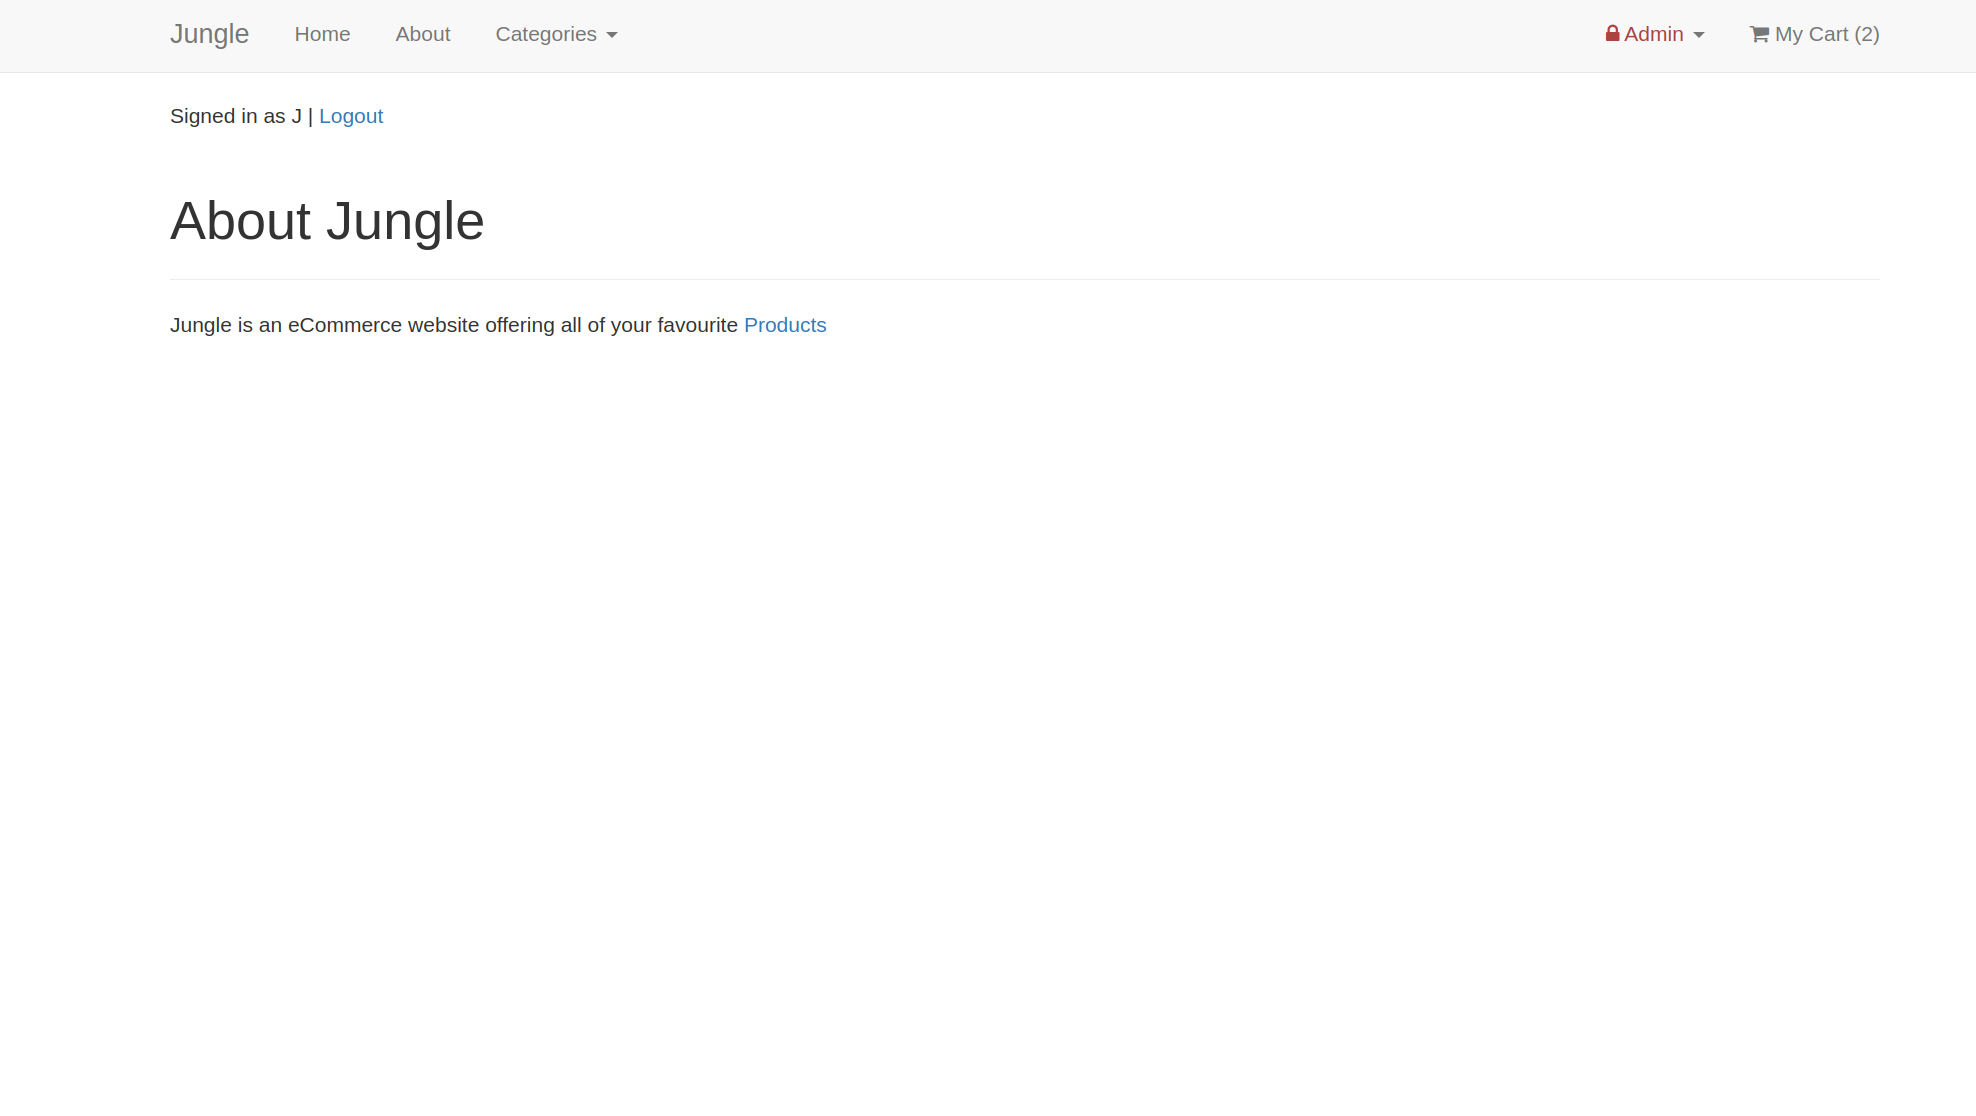 Jungle Home About Categories Admin My Cart (2)
Signed in as J | Logout
About Jungle
Jungle is an eCommerce website offering all of your favourite Products